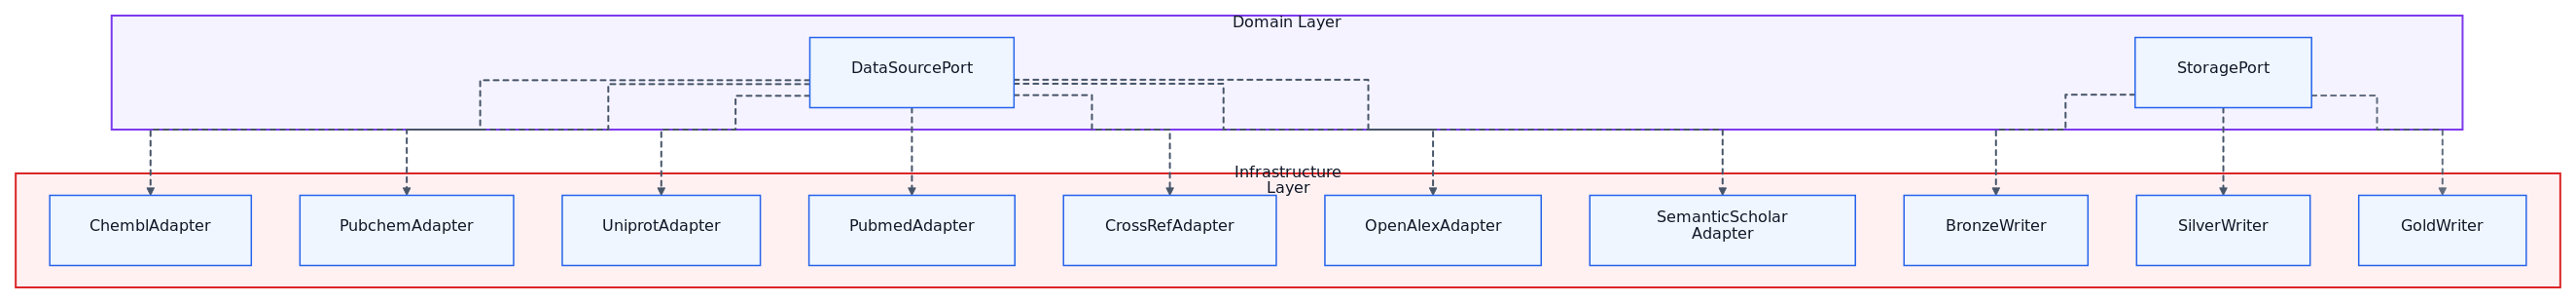 Domain Layer
DataSourcePort
StoragePort
Infrastructure
Layer
ChemblAdapter
PubchemAdapter
UniprotAdapter
PubmedAdapter
CrossRefAdapter
OpenAlexAdapter
SemanticScholar
Adapter
BronzeWriter
SilverWriter
GoldWriter